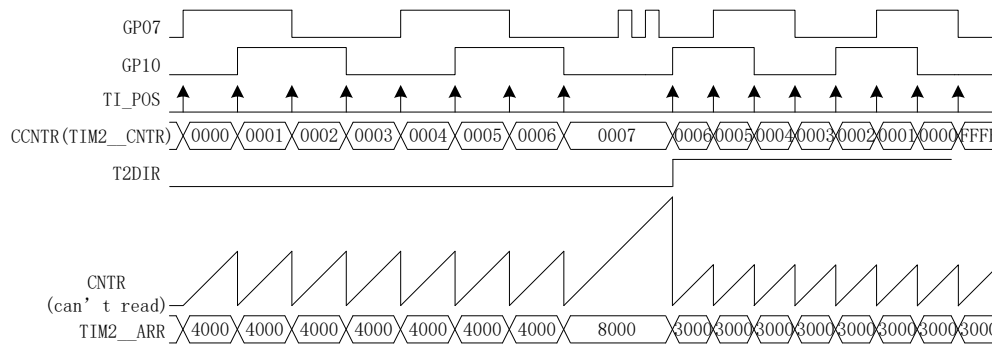 GP07
GP10
TI_POS
CCNTR(TIM2__CNTR) 0000 0001 0002 0003 0004 0005 0006 0007 0006 0005 0004 0003 0002 0001 0000 FFFF
T2DIR
CNTR
(can't read)
TIM2__ARR 4000 4000 4000 4000 4000 4000 4000 8000 3000 3000 3000 3000 3000 3000 3000 3000